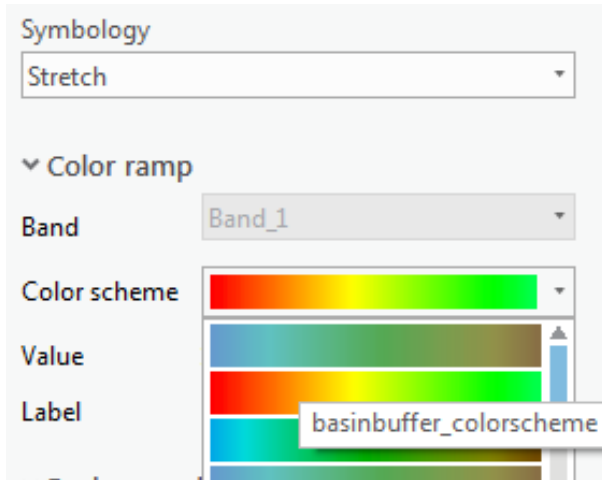 Symbology
Stretch
Color ramp
Band
Band_1
Color scheme
Value
Label
basinbuffer_colorscheme